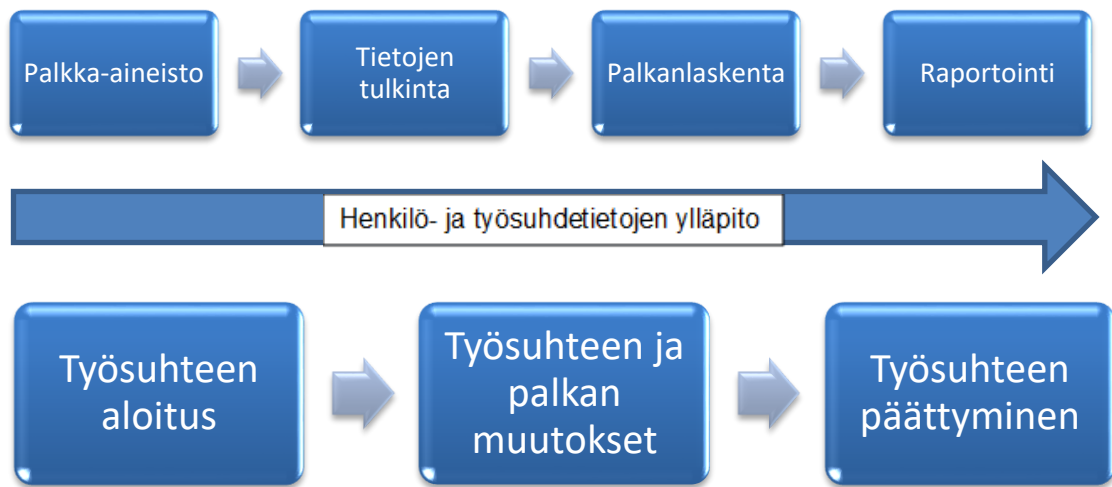 Palkka-aineisto
Tietojen
tulkinta
Palkanlaskenta
Raportointi
Henkilö- ja työsuhdetietojen ylläpito
Työsuhteen
aloitus
Työsuhteen ja
palkan
muutokset
Työsuhteen
päättyminen